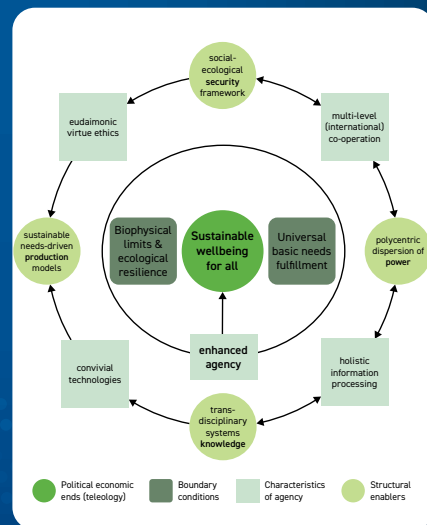 social-
ecological
security
framework
eudaimonic
virtue ethics
multi-level
(international)
co-operation
sustainable
needs-driven
production
models
Biophysical
limits &
ecological
resilience
Sustainable
wellbeing
for all
Universal
basic needs
fulfillment
polycentric
dispersion of
power
enhanced
agency
convivial
technologies
holistic
information
processing
trans-
disciplinary
systems
knowledge
Political economic
ends (teleology)
Boundary
conditions
Characteristics
of agency
Structural
enablers